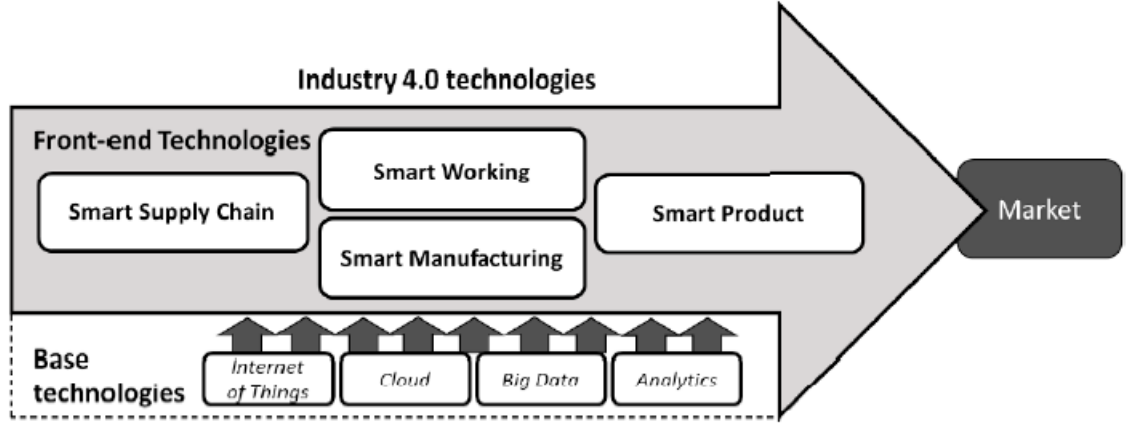 Industry 4.0 technologies
Front-end Technologies
Smart Supply Chain
Smart Working
Smart Manufacturing
Smart Product
Market
Base
technologies
Internet
of Things
Cloud
Big Data
Analytics